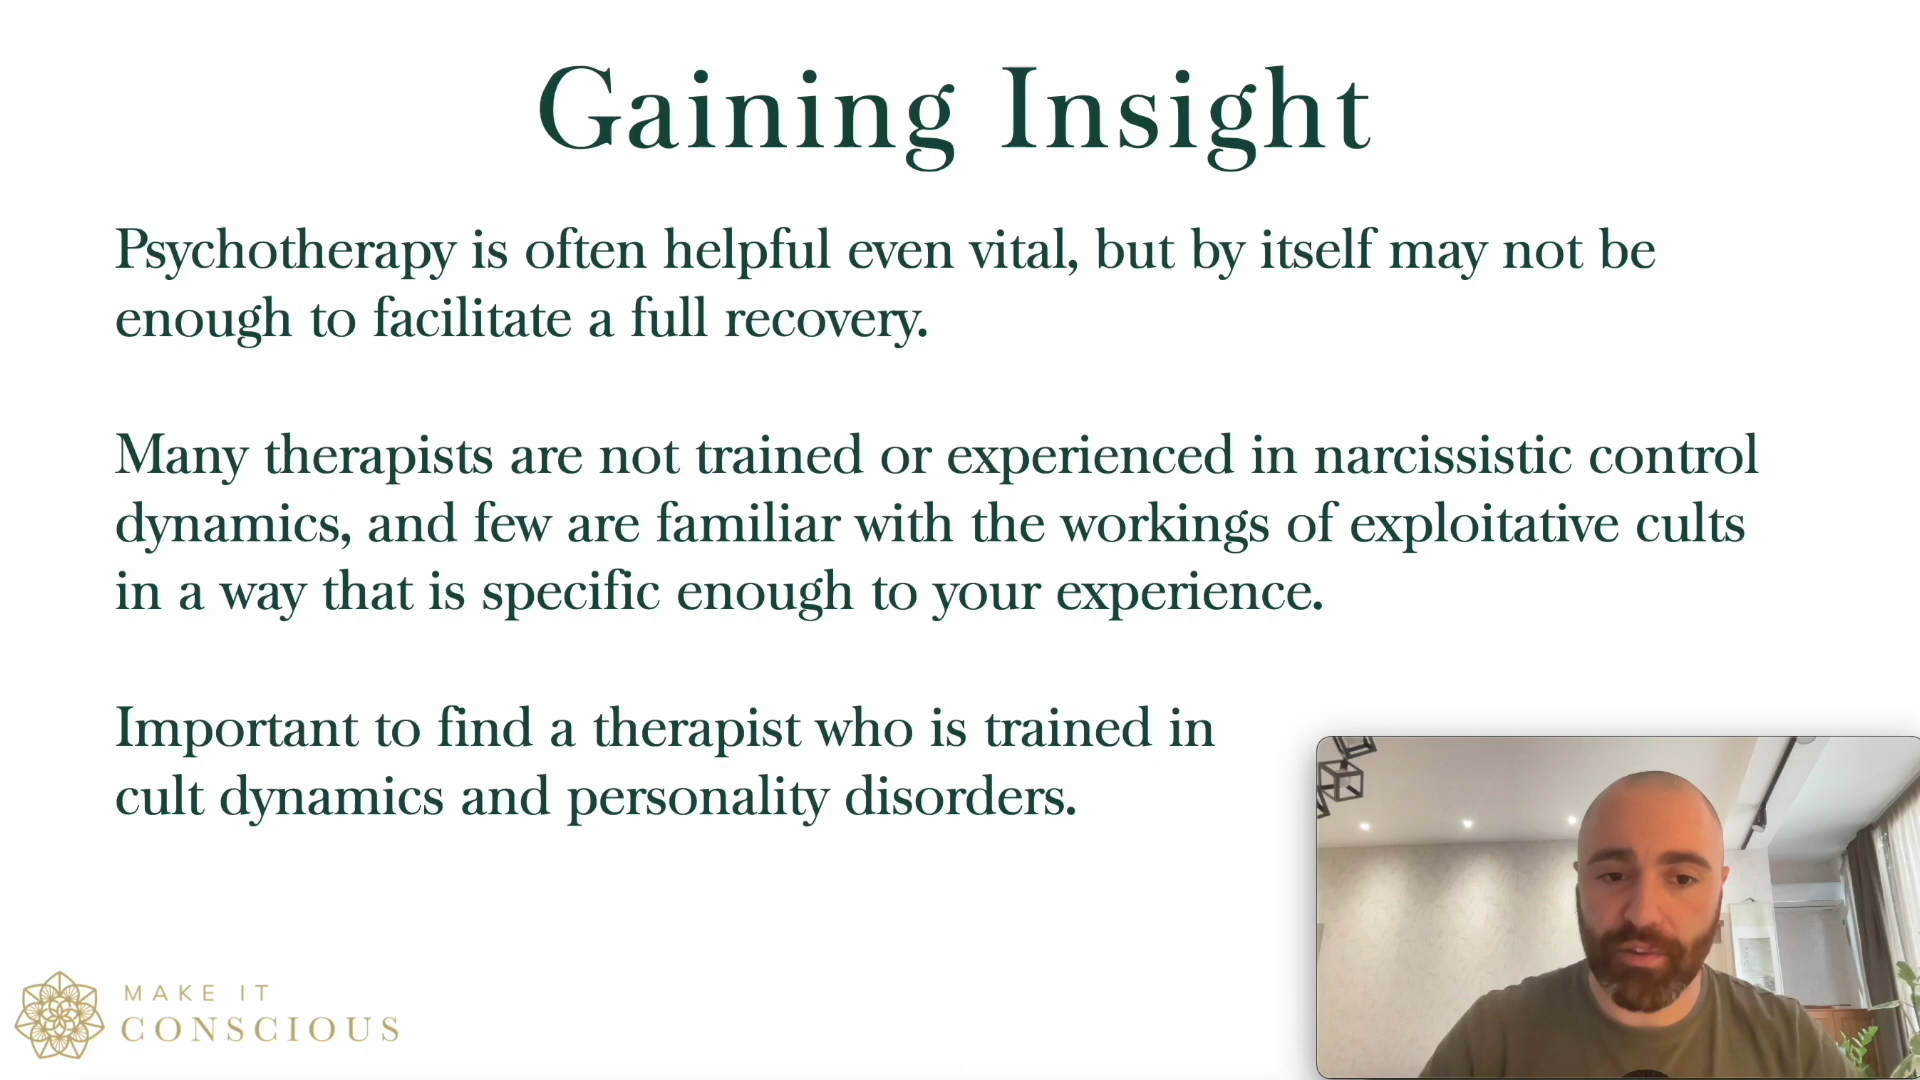 Gaining Insight
Psychotherapy is often helpful even vital, but by itself may not be
enough to facilitate a full recovery.
Many therapists are not trained or experienced in narcissistic control
dynamics, and few are familiar with the workings of exploitative cults
in a way that is specific enough to your experience.
Important to find a therapist who is trained in
cult dynamics and personality disorders.
MAKE IT
CONSCIOUS